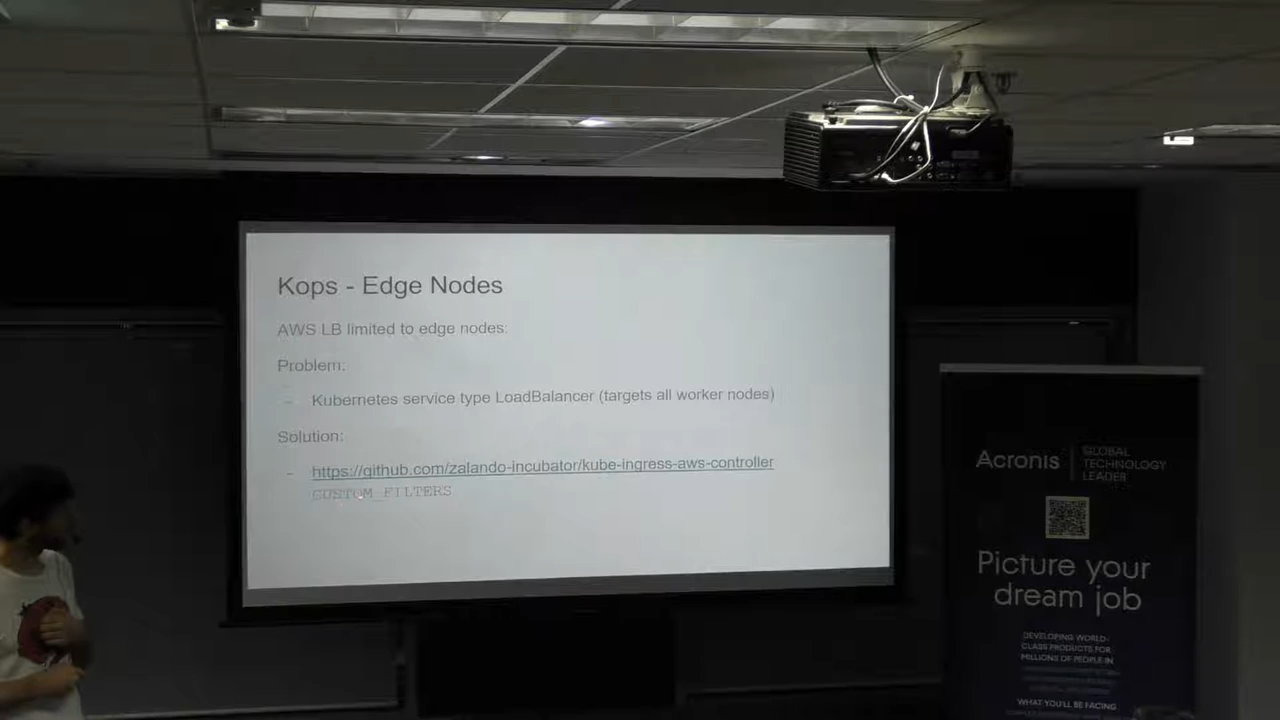 Kops - Edge Nodes
AWS LB limited to edge nodes:
Problem:
- Kubernetes service type LoadBalancer (targets all worker nodes)
Solution:
- https://github.com/zalando-incubator/kube-ingress-aws-controller
CUSTOM_FILTERS
Acronis
GLOBAL
TECHNOLOGY
LEADER
Picture your
dream job
DEVELOPING WORLD-
CLASS PRODUCTS FOR
MILLIONS OF PEOPLE IN
WHAT YOU'LL BE FACING